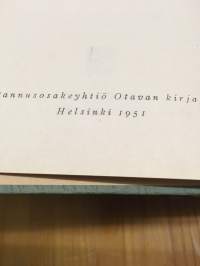 annusosakeyhtiö Otavan kirja
Helsinki 1951